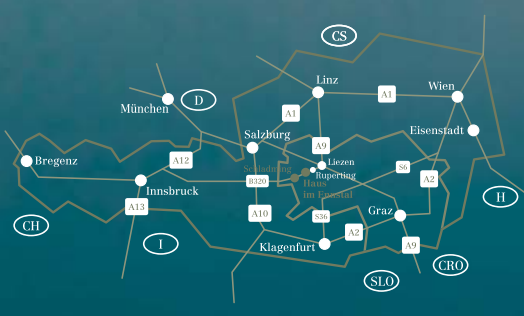 CS
Linz
A1
Wien
München
D
A1
Eisenstadt
Salzburg
A9
Bregenz
A12
Schladming
Liezen
Ruperting
S6
A2
Innsbruck
B320
Haus
im Ennstal
H
A13
A10
S36
Graz
CH
I
Klagenfurt
A2
A9
CRO
SLO